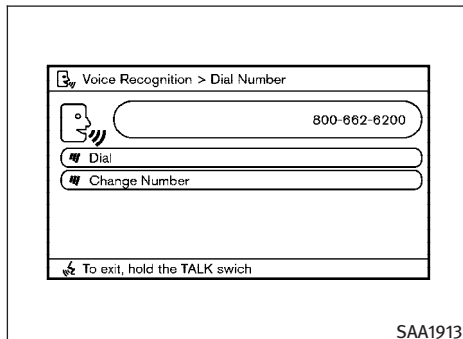 Voice Recognition > Dial Number
800-662-6200
Dial
Change Number
To exit, hold the TALK swich
SAA1913